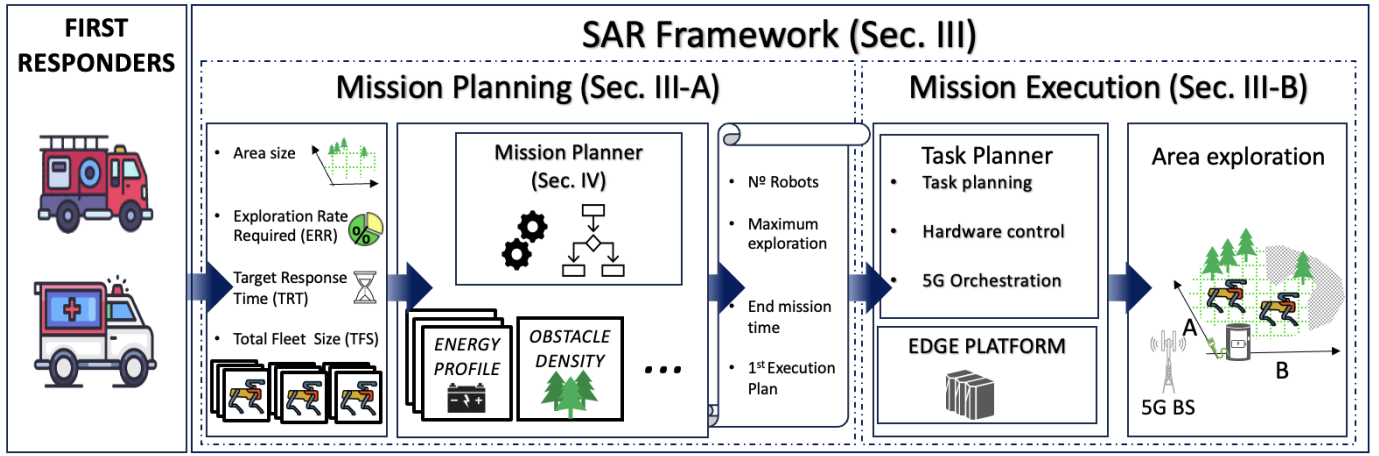 FIRST
RESPONDERS
SAR Framework (Sec. III)
Mission Planning (Sec. III-A)
• Area size
• Exploration Rate
Required (ERR)
%
• Target Response
Time (TRT)
• Total Fleet Size (TFS)
Mission Planner
(Sec. IV)
ENERGY
PROFILE
OBSTACLE
DENSITY
...
• Nº Robots
• Maximum
exploration
• End mission
time
• 1st Execution
Plan
Mission Execution (Sec. III-B)
Task Planner
• Task planning
• Hardware control
• 5G Orchestration
EDGE PLATFORM
Area exploration
A
B
5G BS